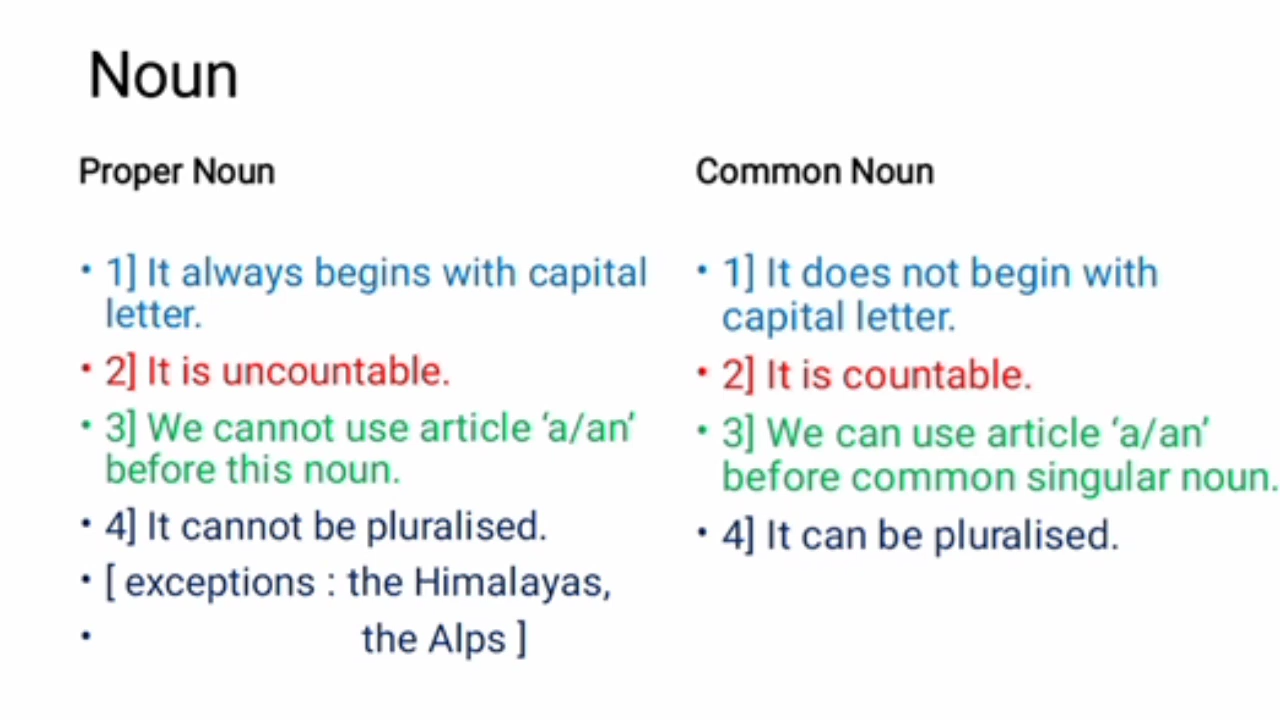 Noun
Proper Noun
• 1] It always begins with capital
letter.
• 2] It is uncountable.
• 3] We cannot use article ‘a/an’
before this noun.
• 4] It cannot be pluralised.
• [ exceptions : the Himalayas,
• the Alps ]
Common Noun
• 1] It does not begin with
capital letter.
• 2] It is countable.
• 3] We can use article ‘a/an’
before common singular noun.
• 4] It can be pluralised.